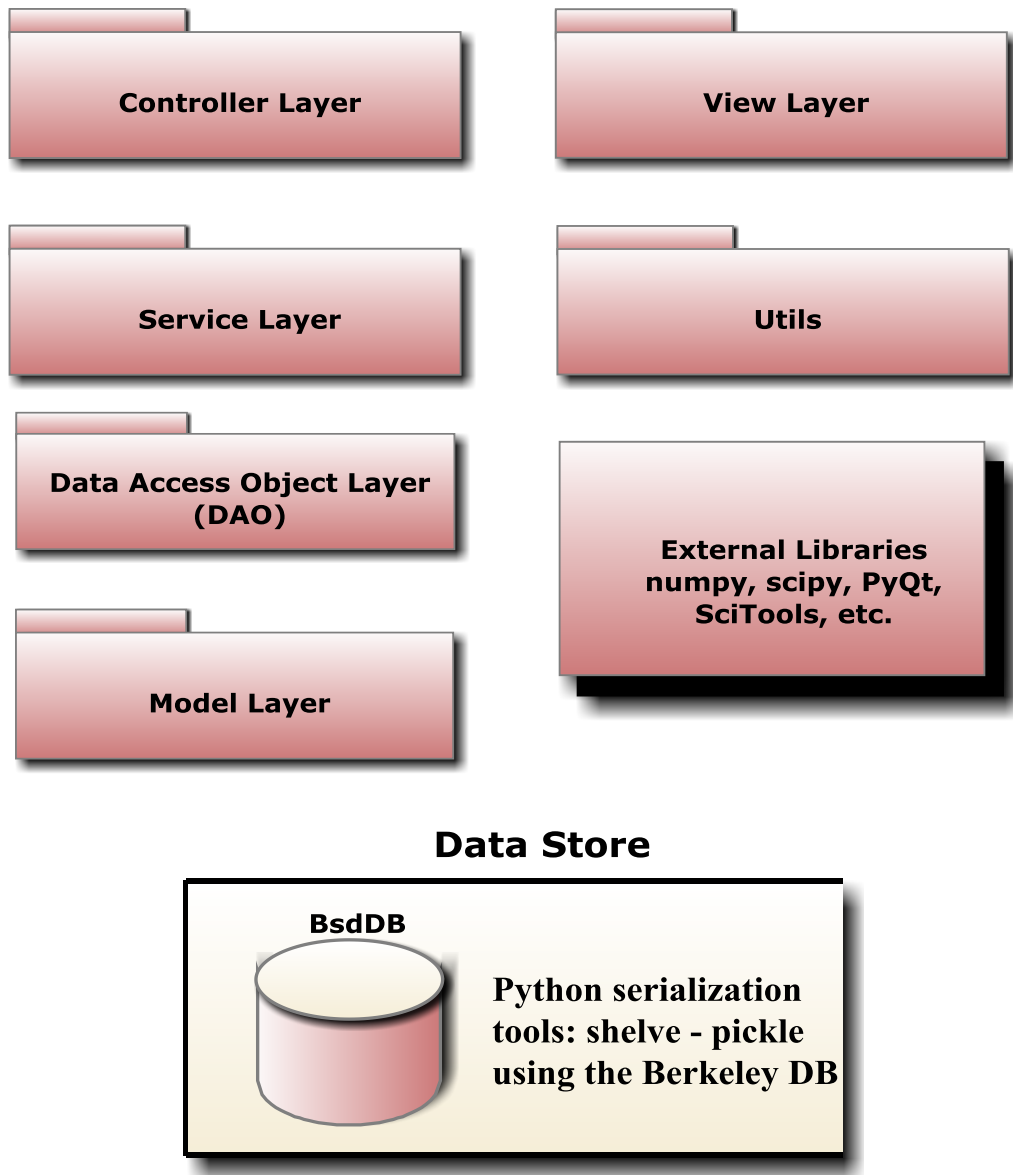 Controller Layer
View Layer
Service Layer
Utils
Data Access Object Layer
(DAO)
External Libraries
numpy, scipy, PyQt,
SciTools, etc.
Model Layer
Data Store
BsdDB
Python serialization
tools: shelve - pickle
using the Berkeley DB